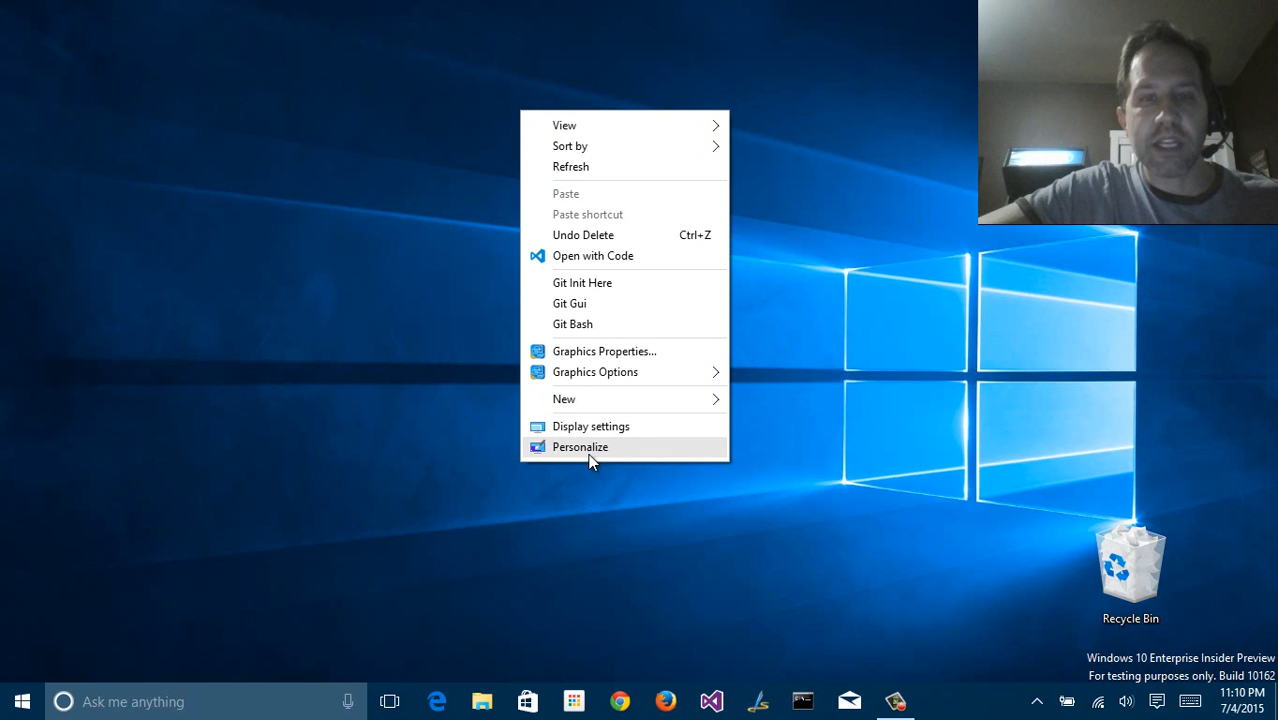 View
Sort by
Refresh
Paste
Paste shortcut
Undo Delete Ctrl+Z
Open with Code
Git Init Here
Git Gui
Git Bash
Graphics Properties...
Graphics Options
New
Display settings
Personalize
Recycle Bin
Windows 10 Enterprise Insider Preview
For testing purposes only. Build 10162
Ask me anything
11:10 PM
7/4/2015